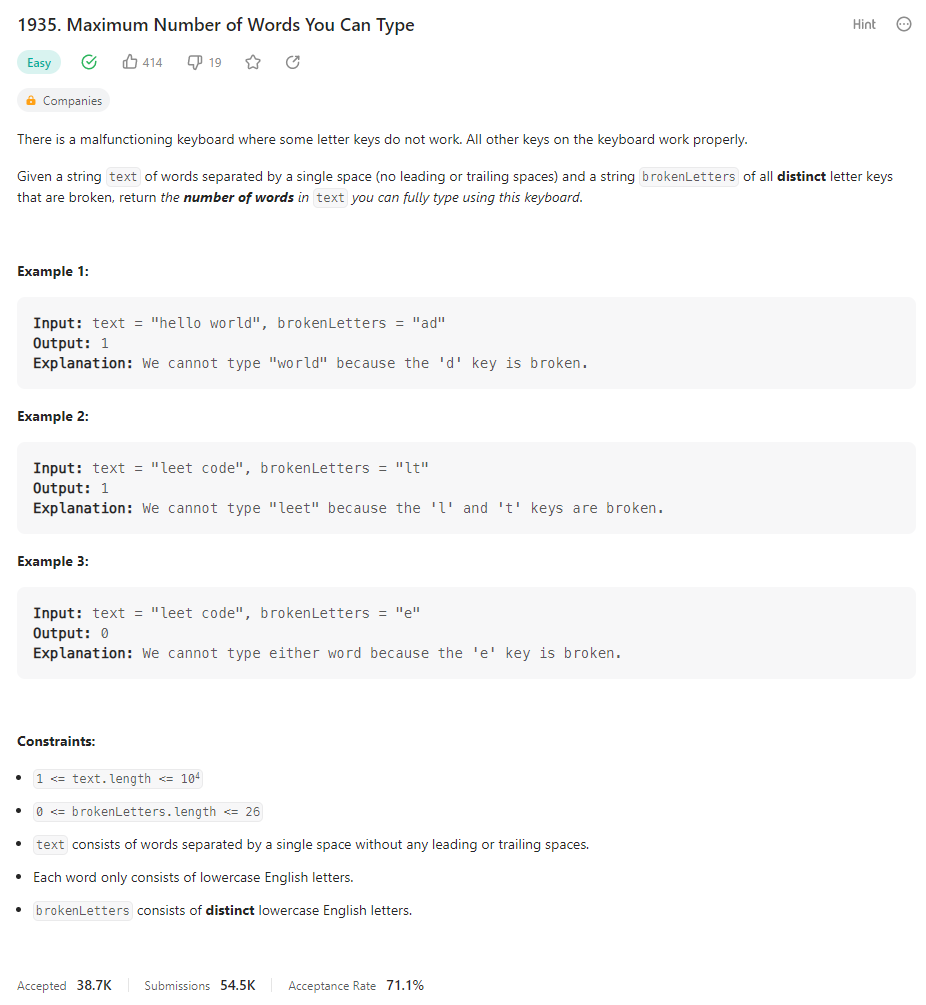 1935. Maximum Number of Words You Can Type
Hint
Easy
414
19
Companies
There is a malfunctioning keyboard where some letter keys do not work. All other keys on the keyboard work properly.
Given a string text of words separated by a single space (no leading or trailing spaces) and a string brokenLetters of all distinct letter keys
that are broken, return the number of words in text you can fully type using this keyboard.
Example 1:
Input: text = "hello world", brokenLetters = "ad"
Output: 1
Explanation: We cannot type "world" because the 'd' key is broken.
Example 2:
Input: text = "leet code", brokenLetters = "lt"
Output: 1
Explanation: We cannot type "leet" because the 'l' and 't' keys are broken.
Example 3:
Input: text = "leet code", brokenLetters = "e"
Output: 0
Explanation: We cannot type either word because the 'e' key is broken.
Constraints:
• 1 <= text.length <= 10⁴
• 0 <= brokenLetters.length <= 26
• text consists of words separated by a single space without any leading or trailing spaces.
• Each word only consists of lowercase English letters.
• brokenLetters consists of distinct lowercase English letters.
Accepted 38.7K Submissions 54.5K Acceptance Rate 71.1%